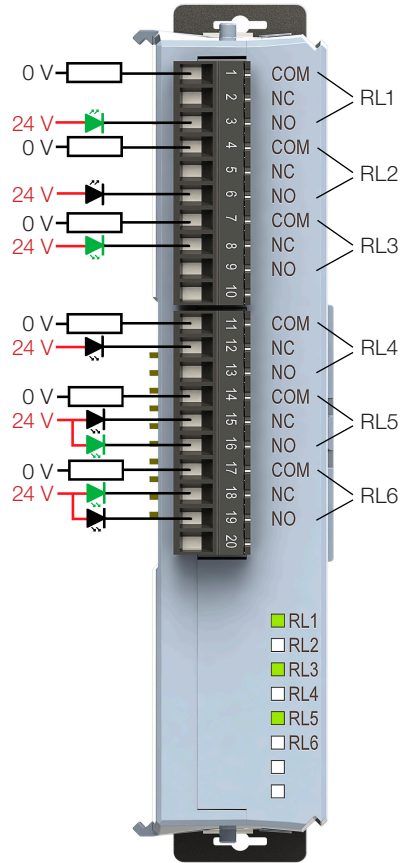 0 V 1 COM
2 NC RL1
24 V 3 NO
0 V 4 COM
5 NC RL2
24 V 6 NO
0 V 7 COM
24 V 8 NC RL3
9 NO
10
0 V 11 COM
24 V 12 NC RL4
13 NO
0 V 14 COM
24 V 15 NC RL5
16 NO
0 V 17 COM
24 V 18 NC RL6
19 NO
20
RL1
RL2
RL3
RL4
RL5
RL6